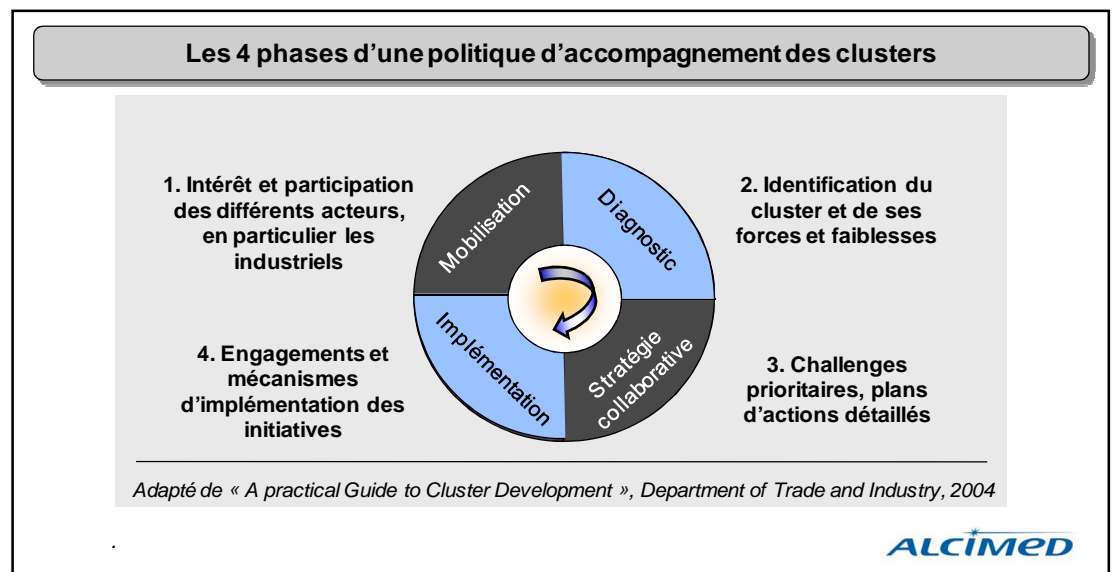 Les 4 phases d'une politique d'accompagnement des clusters
1. Intérêt et participation
des différents acteurs,
en particulier les
industriels
Mobilisation
Diagnostic
2. Identification du
cluster et de ses
forces et faiblesses
4. Engagements et
mécanismes
d'implémentation des
initiatives
Implémentation
Stratégie
collaborative
3. Challenges
prioritaires, plans
d'actions détaillés
Adapté de « A practical Guide to Cluster Development », Department of Trade and Industry, 2004
.
ALCIMED